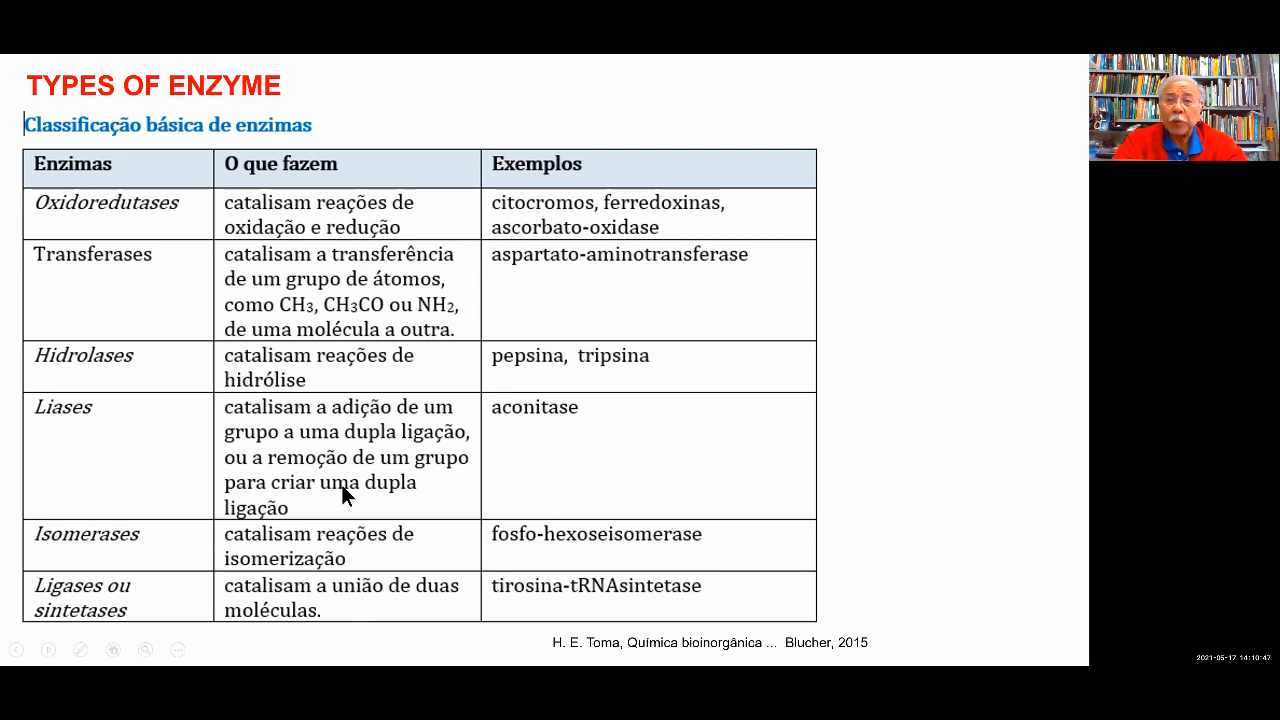 TYPES OF ENZYME
Classificação básica de enzimas
Enzimas
O que fazem
Exemplos
Oxidoredutases
catalisam reações de
oxidação e redução
citocromos, ferredoxinas,
ascorbato-oxidase
Transferases
catalisam a transferência
de um grupo de átomos,
como CH₃, CH₃CO ou NH₂,
de uma molécula a outra.
aspartato-aminotransferase
Hidrolases
catalisam reações de
hidrólise
pepsina,  tripsina
Liases
catalisam a adição de um
grupo a uma dupla ligação,
ou a remoção de um grupo
para criar uma dupla
ligação
aconitase
Isomerases
catalisam reações de
isomerização
fosfo-hexoseisomerase
Ligases ou
sintetases
catalisam a união de duas
moléculas.
tirosina-tRNAsintetase
H. E. Toma, Química bioinorgânica ...  Blucher, 2015
2021-05-17 14:10:47